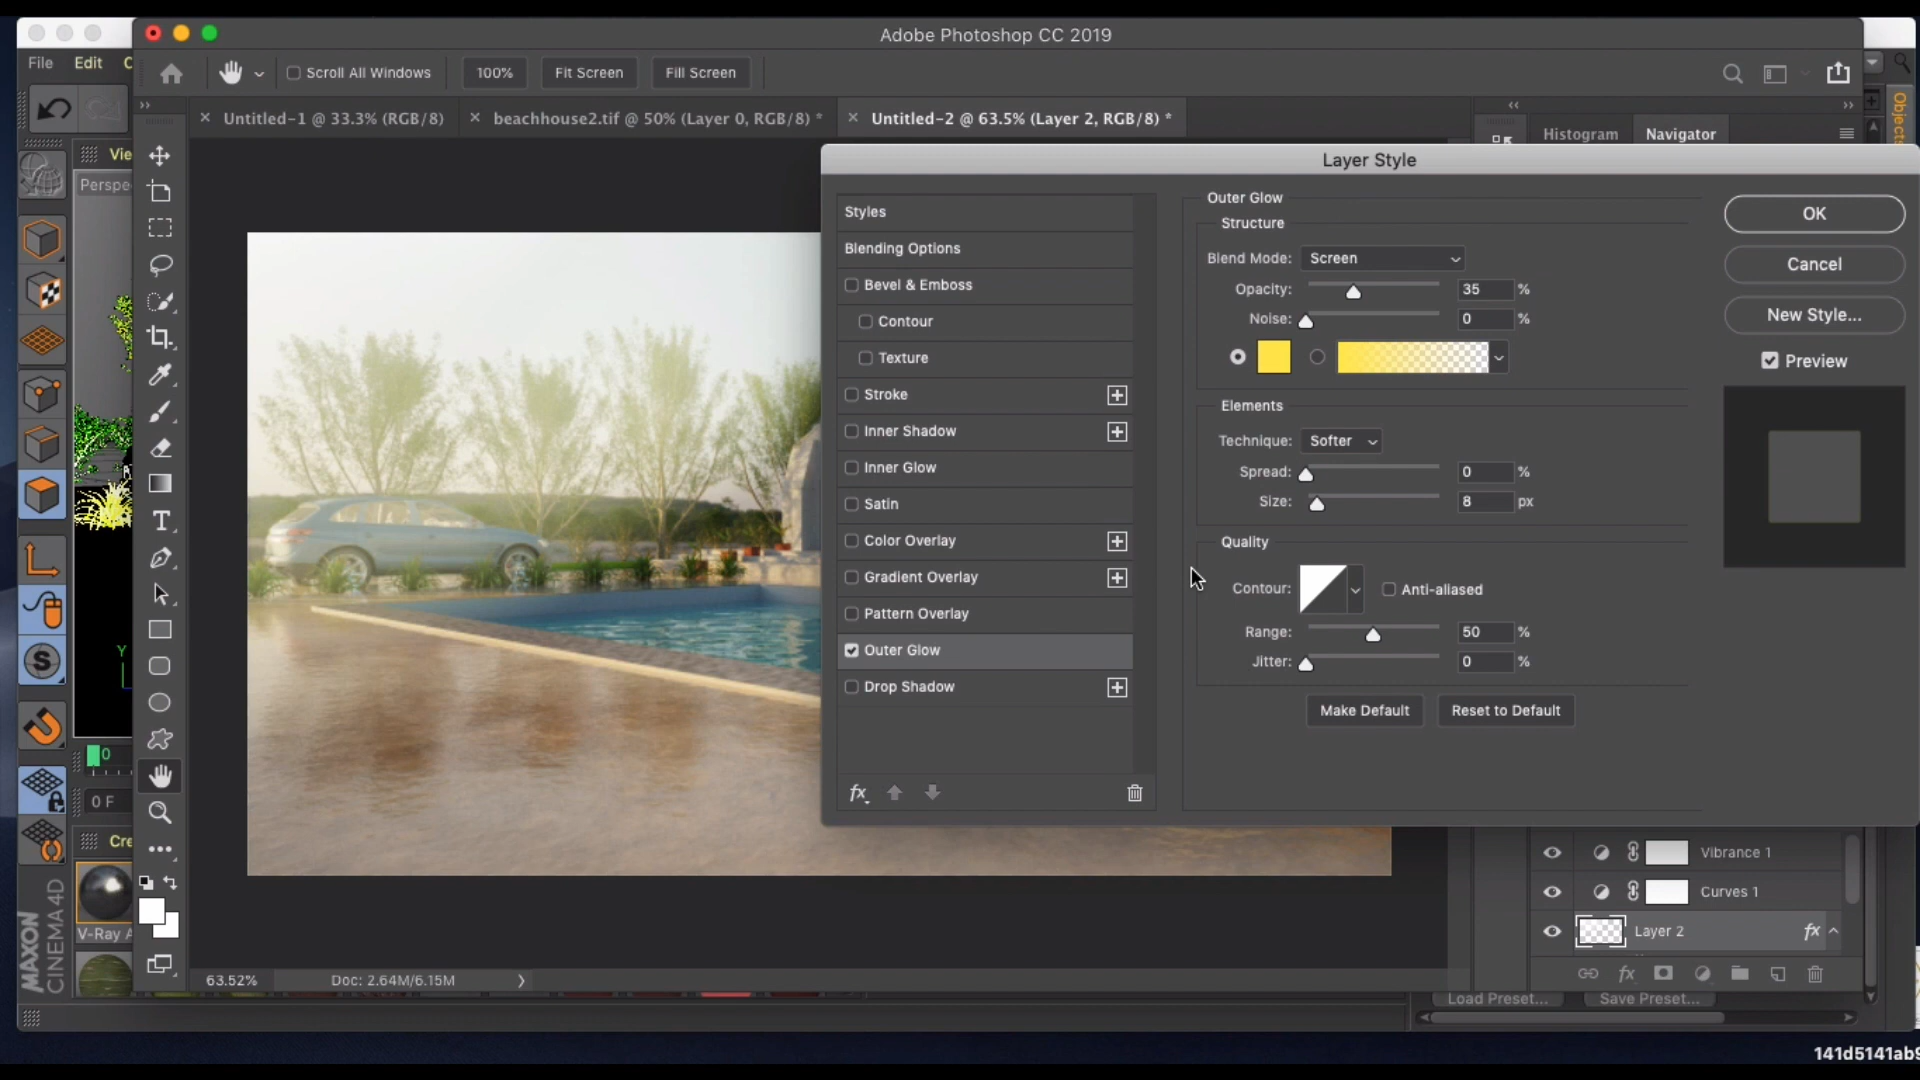 Adobe Photoshop CC 2019
File Edit
Scroll All Windows 100% Fit Screen Fill Screen
Untitled-1 @ 33.3% (RGB/8) beachhouse2.tif @ 50% (Layer 0, RGB/8) * Untitled-2 @ 63.5% (Layer 2, RGB/8) *
Objects
Histogram Navigator
Layer Style
Styles
Blending Options
Bevel & Emboss
Contour
Texture
Stroke
Inner Shadow
Inner Glow
Satin
Color Overlay
Gradient Overlay
Pattern Overlay
Outer Glow
Drop Shadow
fx
Outer Glow
Structure
Blend Mode: Screen
Opacity: 35 %
Noise: 0 %
Elements
Technique: Softer
Spread: 0 %
Size: 8 px
Quality
Contour: Anti-aliased
Range: 50 %
Jitter: 0 %
Make Default Reset to Default
OK
Cancel
New Style...
Preview
Y
0
0 F
MAXON
CINEMA 4D
Vibrance 1
Curves 1
Layer 2 fx
fx
63.52% Doc: 2.64M/6.15M
Load Preset... Save Preset...
141d5141ab